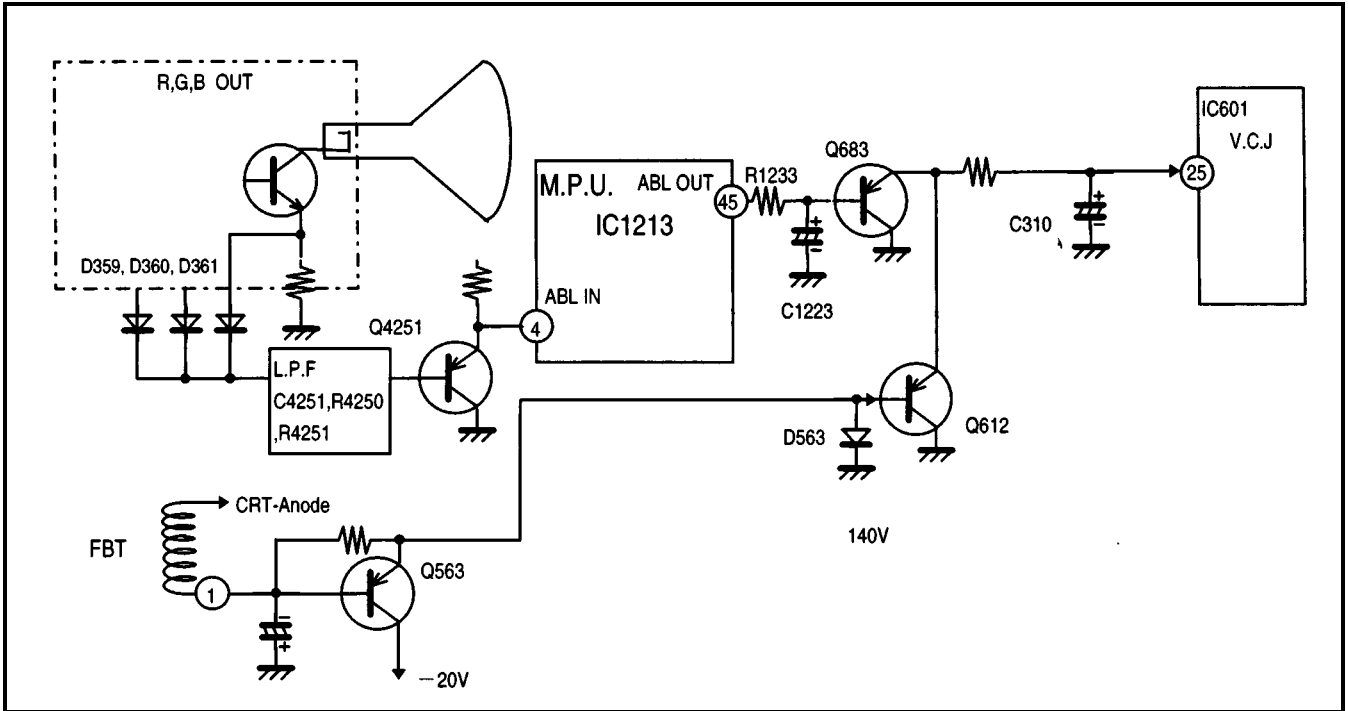 R,G,B OUT
D359, D360, D361
L.P.F
C4251,R4250
,R4251
Q4251
M.P.U.
ABL OUT
IC1213
ABL IN
4
45
R1233
C1223
Q683
C310
IC601
V.C.J
25
D563
Q612
140V
CRT-Anode
FBT
1
Q563
−20V
+
-
+
-
-
+